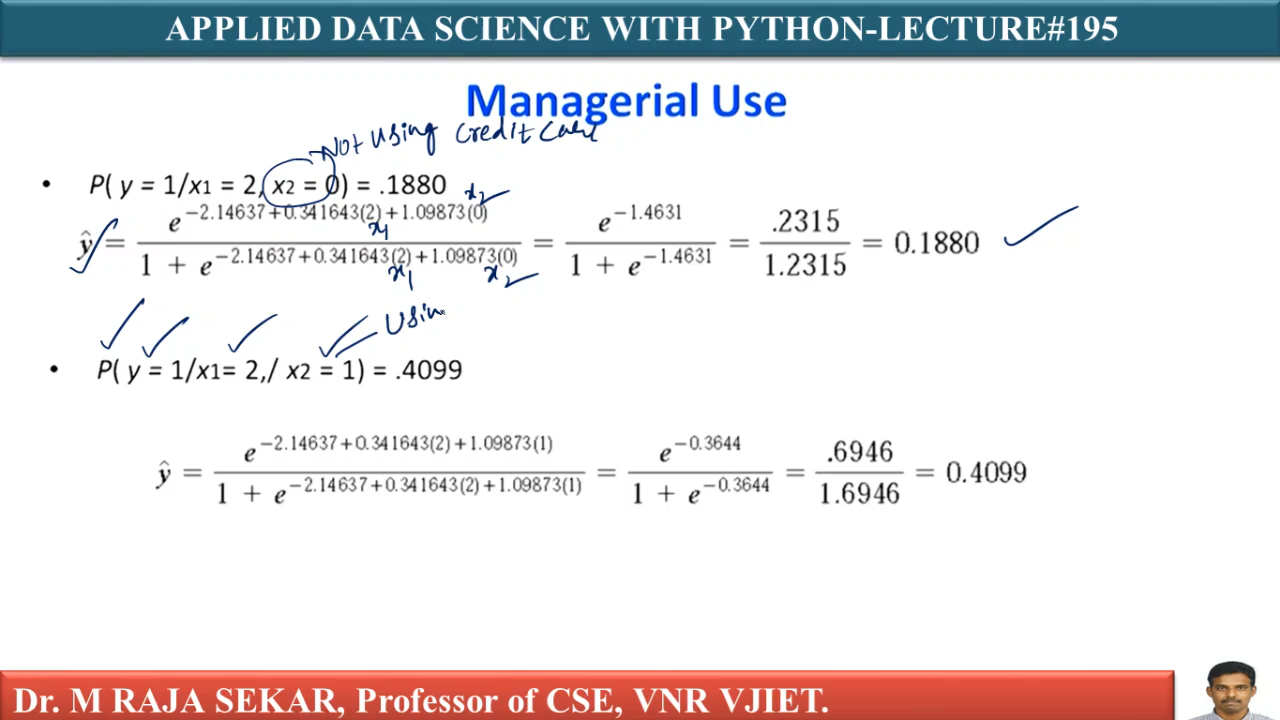 APPLIED DATA SCIENCE WITH PYTHON-LECTURE#195
Managerial Use
Not Using Credit Card
• P( y = 1/x1 = 2, x2 = 0) = .1880
x2
ŷ = e^−2.14637+0.341643(2)+1.09873(0) / 1 + e^−2.14637+0.341643(2)+1.09873(0) = e^−1.4631 / 1 + e^−1.4631 = .2315 / 1.2315 = 0.1880
x1
x1 x2
Usin
• P( y = 1/x1= 2,/ x2 = 1) = .4099
ŷ = e^−2.14637+0.341643(2)+1.09873(1) / 1 + e^−2.14637+0.341643(2)+1.09873(1) = e^−0.3644 / 1 + e^−0.3644 = .6946 / 1.6946 = 0.4099
Dr. M RAJA SEKAR, Professor of CSE, VNR VJIET.